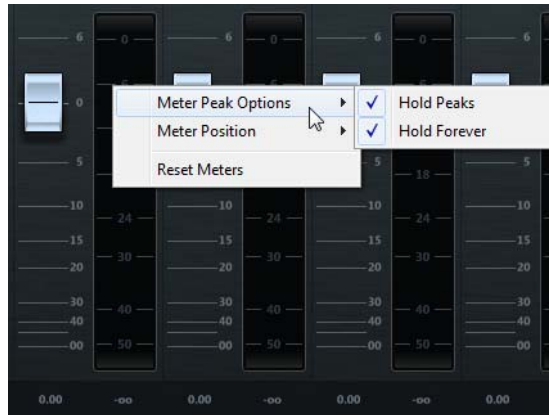 6 0 6 0 6 0 6
0
Meter Peak Options Hold Peaks
Meter Position Hold Forever
Reset Meters
5 5 18 5
10 24 10 24 10 24 10
15 15 15 15
20 30 20 30 20 30 20
30 40 30 40 30 40 30
40 40 40 40
00 50 00 50 00 50 00
0.00 -oo 0.00 -oo 0.00 -oo 0.00